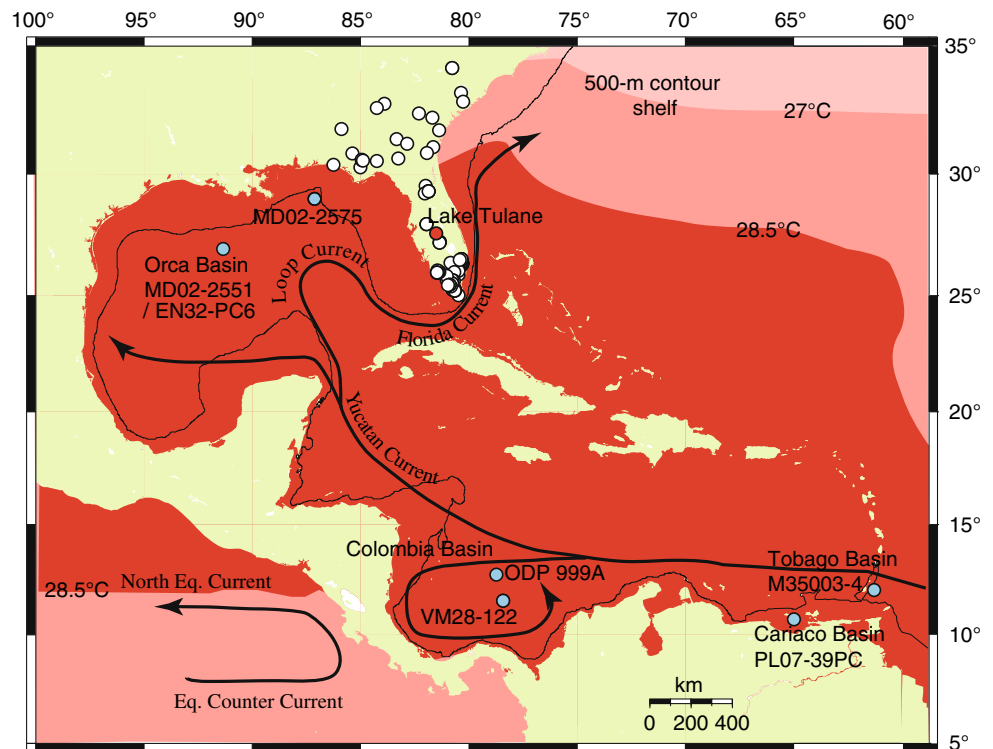 100° 95° 90° 85° 80° 75° 70° 65° 60°
35°
500-m contour
shelf
27°C
30°
MD02-2575
Lake Tulane
28.5°C
Orca Basin
MD02-2551
/ EN32-PC6
Loop Current
25°
Florida Current
20°
Yucatan Current
15°
Colombia Basin
ODP 999A
Tobago Basin
M35003-4
North Eq. Current
28.5°C
VM28-122
10°
Cariaco Basin
PL07-39PC
Eq. Counter Current
km
0 200 400
5°